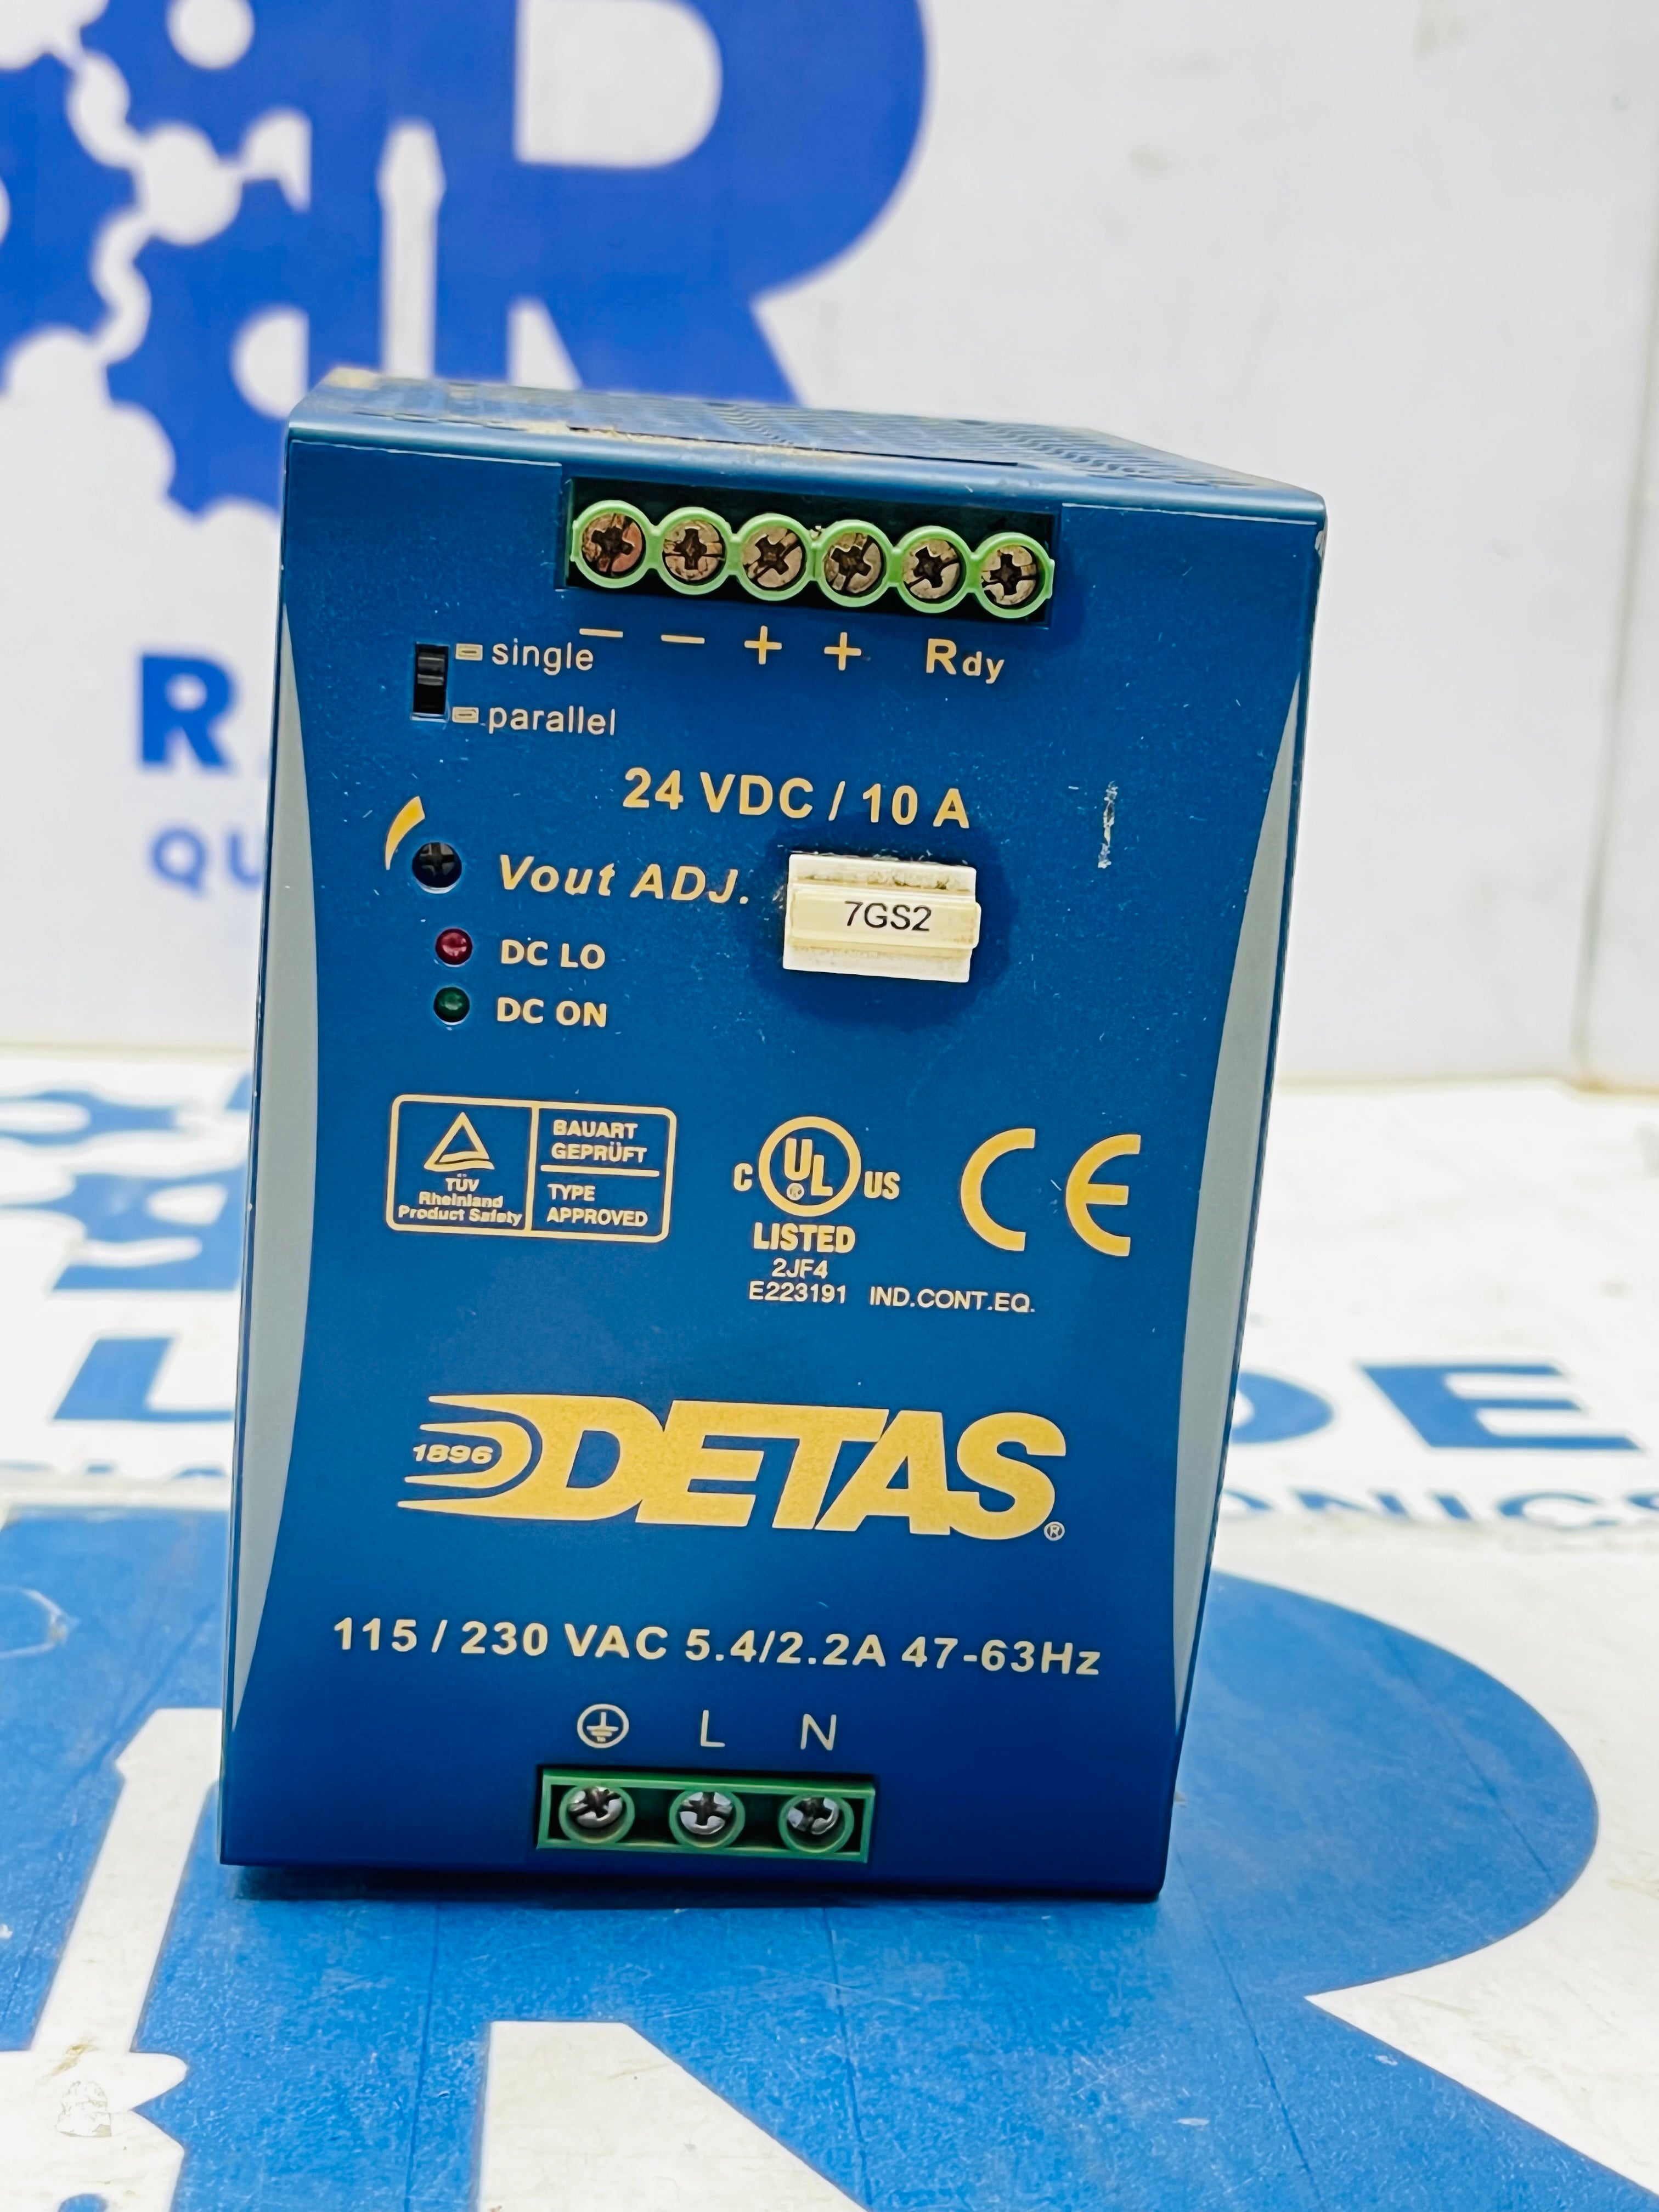 R
QU
− − + + Rdy
single
parallel
24 VDC / 10 A
Vout ADJ.
7GS2
DC LO
DC ON
TÜV
Rheinland
Product Safety
BAUART
GEPRÜFT
TYPE
APPROVED
C UL® US
LISTED
2JF4
E223191 IND.CONT.EQ.
CE
1896 DETAS®
115 / 230 VAC 5.4/2.2A 47-63Hz
L N